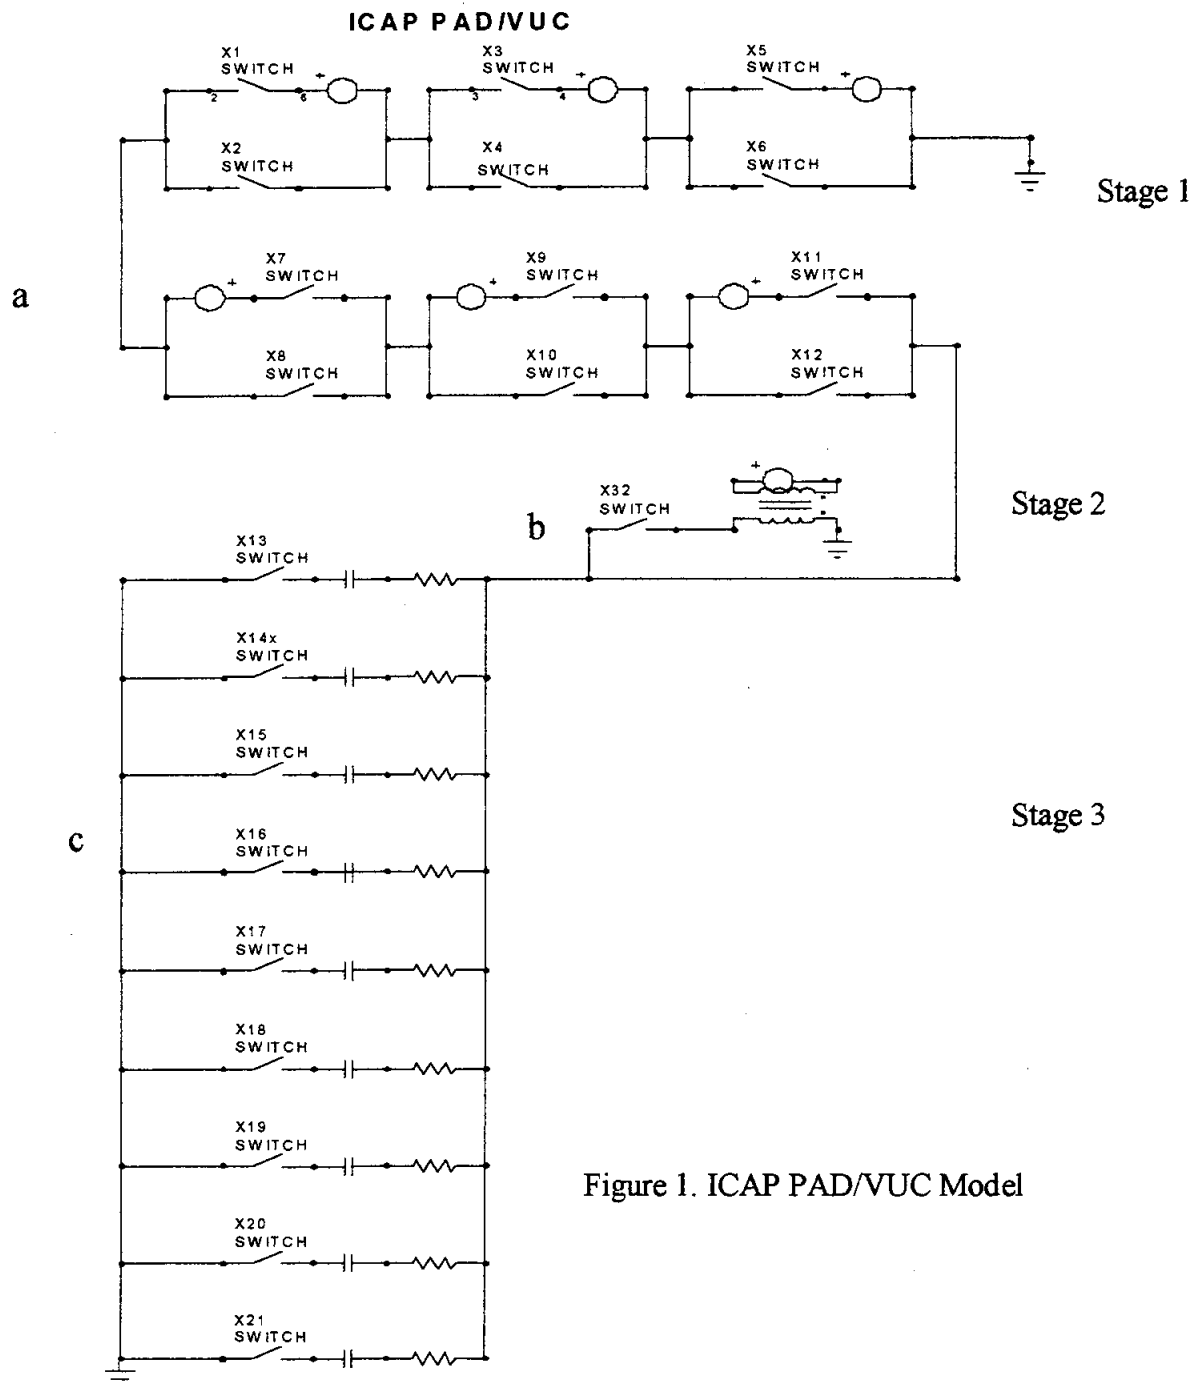 ICAP PAD/VUC
X1
SWITCH
+
2
6
X3
SWITCH
+
3
4
X5
SWITCH
+
X2
SWITCH
X4
SWITCH
X6
SWITCH
Stage 1
a
X7
SWITCH
+
X9
SWITCH
+
X11
SWITCH
+
X8
SWITCH
X10
SWITCH
X12
SWITCH
Stage 2
b
X32
SWITCH
+
X13
SWITCH
X14x
SWITCH
X15
SWITCH
Stage 3
c
X16
SWITCH
X17
SWITCH
X18
SWITCH
X19
SWITCH
X20
SWITCH
X21
SWITCH
Figure 1. ICAP PAD/VUC Model